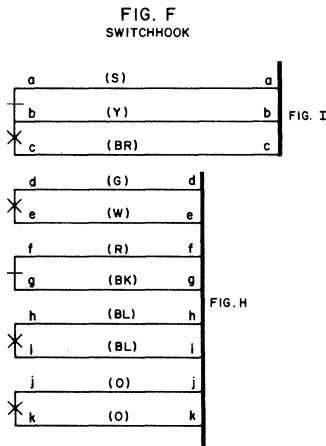 FIG. F
SWITCHHOOK
a (S) a
b (Y) b
FIG. I
c (BR) c
d (G) d
e (W) e
f (R) f
g (BK) g
FIG. H
h (BL) h
i (BL) i
j (O) j
k (O) k